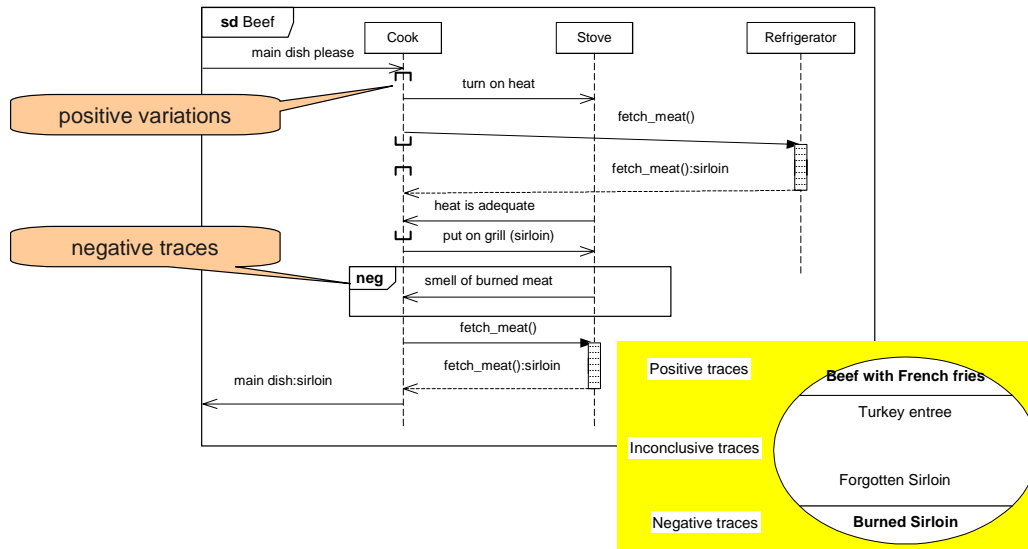 sd Beef
Cook
Stove
Refrigerator
main dish please
turn on heat
positive variations
fetch_meat()
fetch_meat():sirloin
heat is adequate
put on grill (sirloin)
negative traces
neg
smell of burned meat
fetch_meat()
fetch_meat():sirloin
main dish:sirloin
Positive traces
Beef with French fries
Turkey entree
Inconclusive traces
Forgotten Sirloin
Negative traces
Burned Sirloin